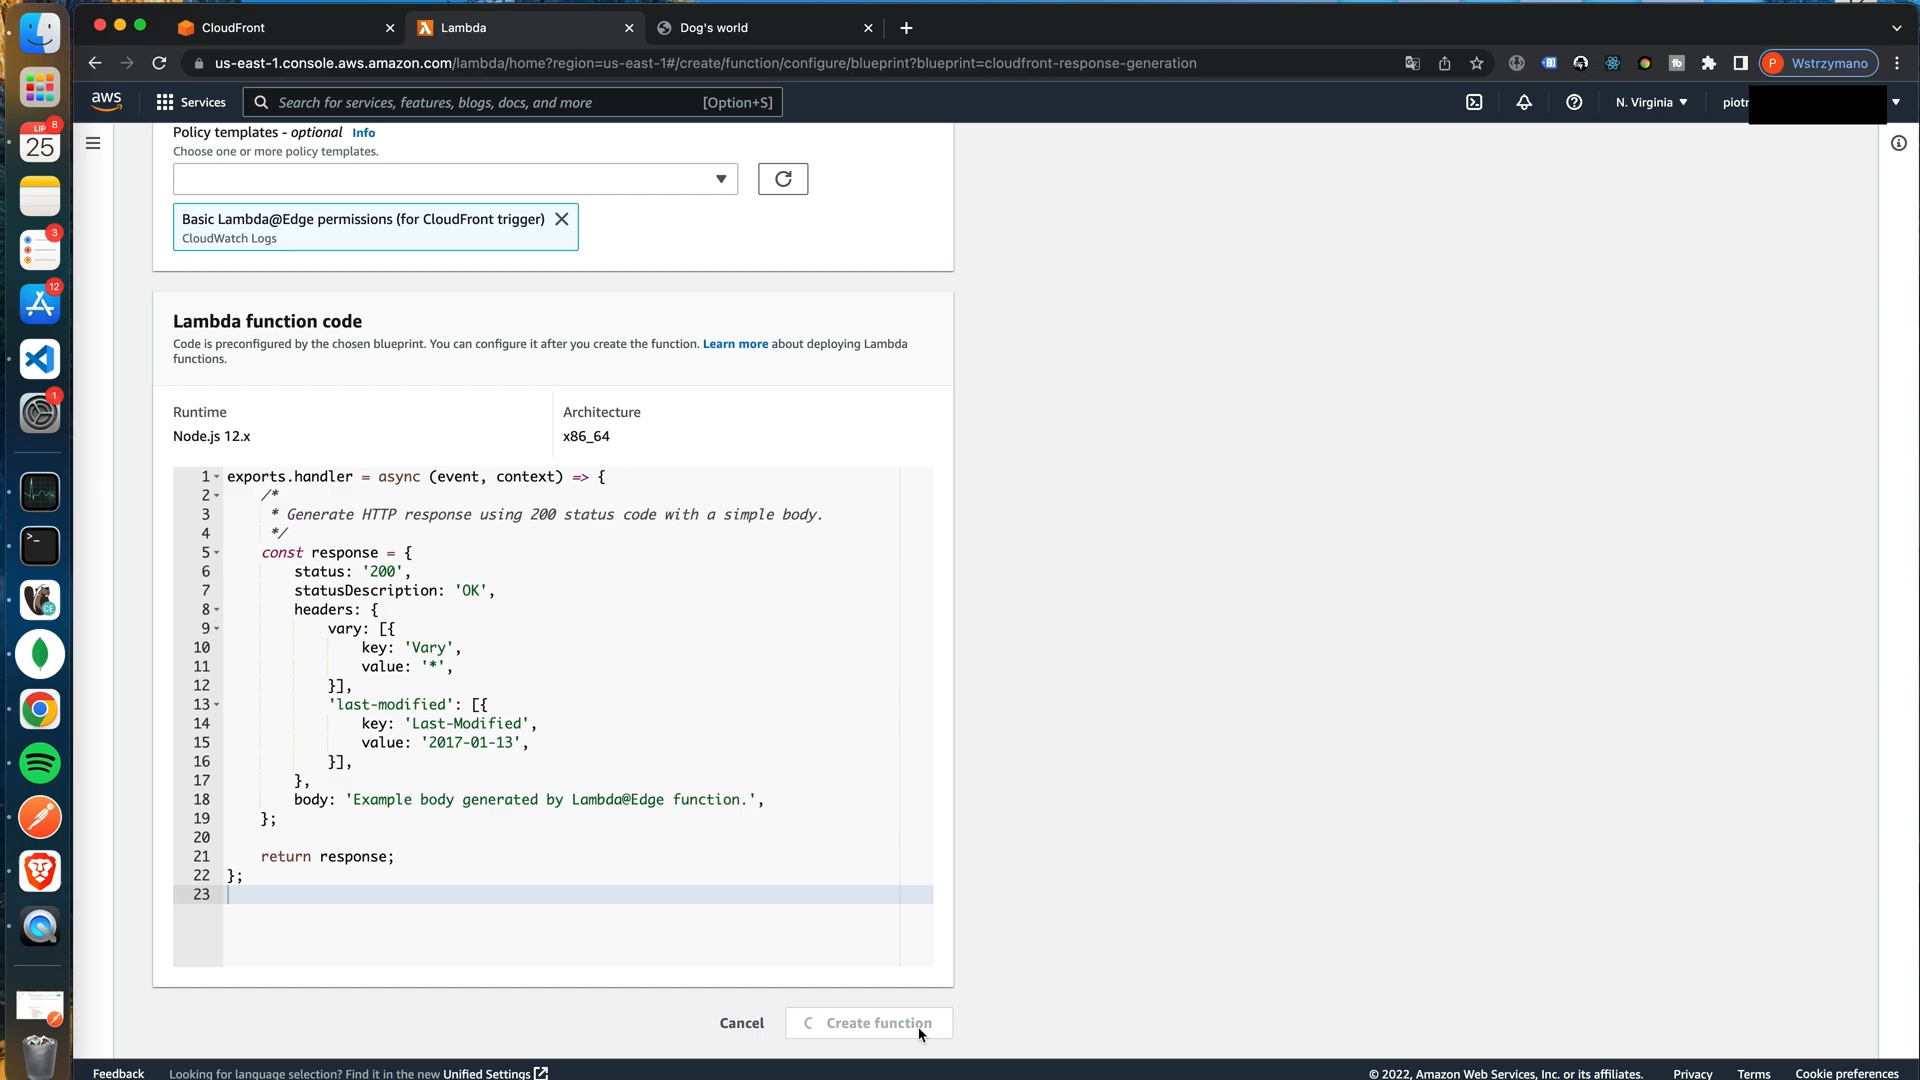 CloudFront
Lambda
Dog's world
us-east-1.console.aws.amazon.com/lambda/home?region=us-east-1#/create/function/configure/blueprint?blueprint=cloudfront-response-generation
P Wstrzymano
aws
Services
Search for services, features, blogs, docs, and more [Option+S]
N. Virginia
piotr
LIP 8
25
3
12
1
Policy templates - optional Info
Choose one or more policy templates.
Basic Lambda@Edge permissions (for CloudFront trigger)
CloudWatch Logs
Lambda function code
Code is preconfigured by the chosen blueprint. You can configure it after you create the function. Learn more about deploying Lambda
functions.
Runtime
Node.js 12.x
Architecture
x86_64
1 exports.handler = async (event, context) => {
2 /*
3 * Generate HTTP response using 200 status code with a simple body.
4 */
5 const response = {
6 status: '200',
7 statusDescription: 'OK',
8 headers: {
9 vary: [{
10 key: 'Vary',
11 value: '*',
12 }],
13 'last-modified': [{
14 key: 'Last-Modified',
15 value: '2017-01-13',
16 }],
17 },
18 body: 'Example body generated by Lambda@Edge function.',
19 };
20
21 return response;
22 };
23
Cancel
Create function
Feedback
Looking for language selection? Find it in the new Unified Settings
© 2022, Amazon Web Services, Inc. or its affiliates.
Privacy
Terms
Cookie preferences